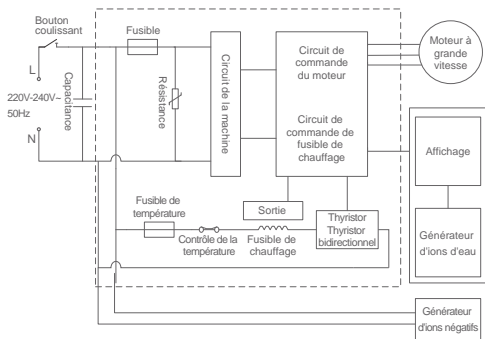 Bouton
coulissant
L
220V-240V~
50Hz
N
Capacitance
Fusible
Résistance
Circuit de la machine
Circuit de
commande
du moteur
Circuit de
commande de
fusible de
chauffage
Moteur à
grande
vitesse
Affichage
Générateur
d'ions d'eau
Sortie
Fusible de
température
Contrôle de la
température
Fusible de
chauffage
Thyristor
Thyristor
bidirectionnel
Générateur
d'ions négatifs